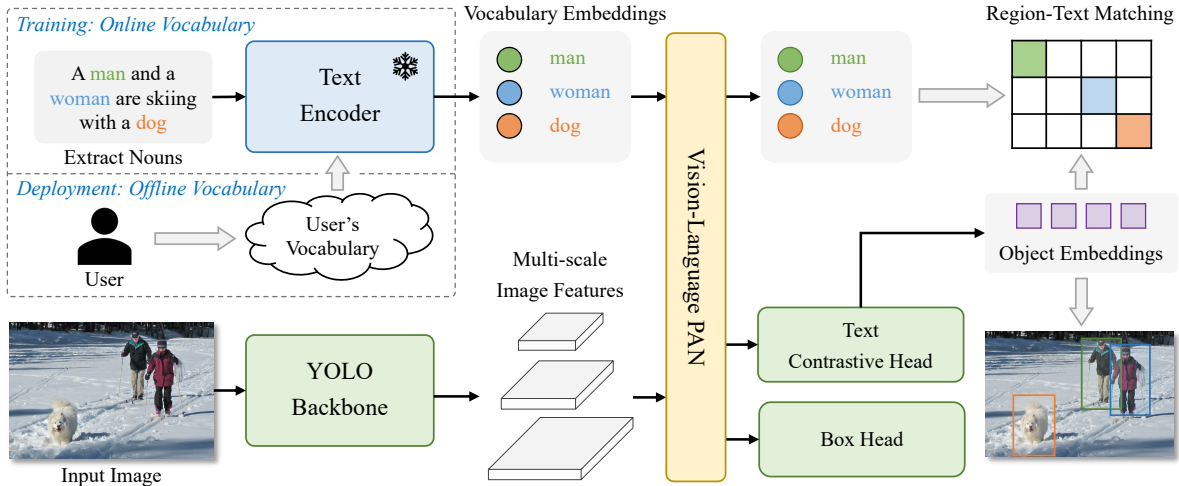 Training: Online Vocabulary
A man and a
woman are skiing
with a dog
Extract Nouns
Text
Encoder
Vocabulary Embeddings
man
woman
dog
Vision-Language PAN
man
woman
dog
Region-Text Matching
Deployment: Offline Vocabulary
User
User's
Vocabulary
Multi-scale
Image Features
Object Embeddings
Input Image
YOLO
Backbone
Text
Contrastive Head
Box Head